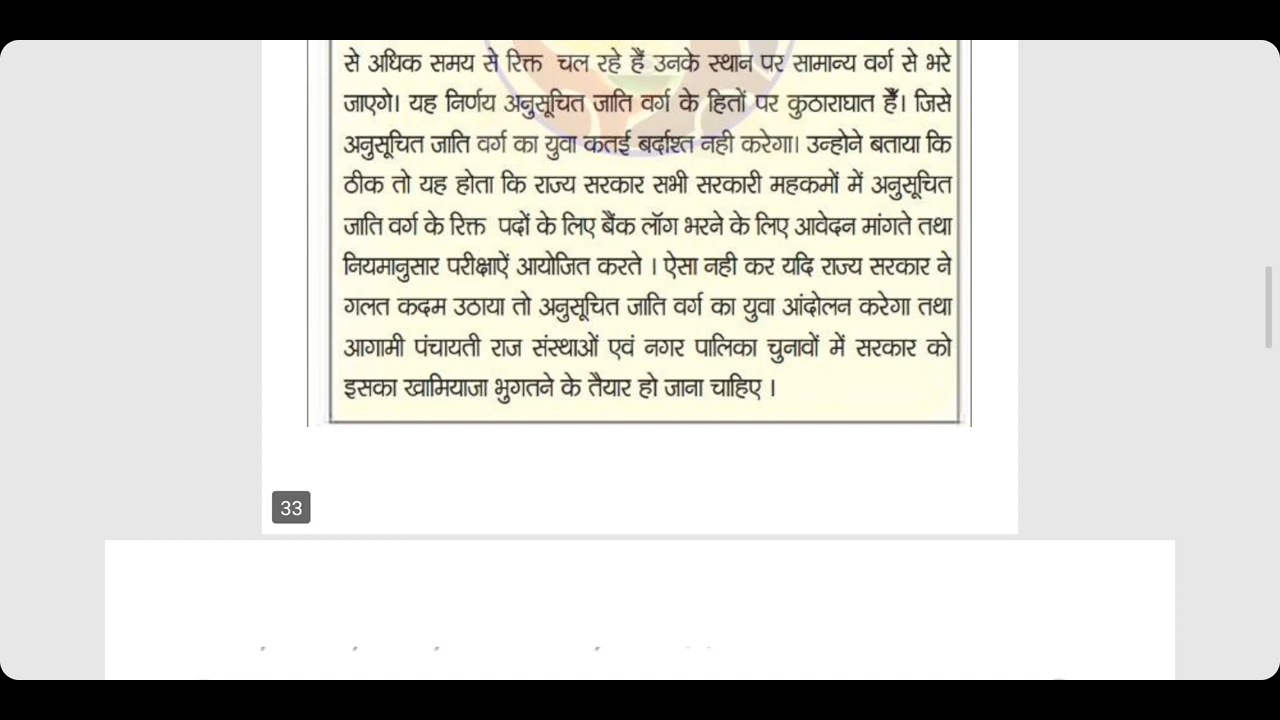 से अधिक समय से रिक्त चल रहे हैं उनके स्थान पर सामान्य वर्ग से भरे
जाएगे। यह निर्णय अनुसूचित जाति वर्ग के हितों पर कुठाराघात हैं। जिसे
अनुसूचित जाति वर्ग का युवा कतई बर्दाश्त नही करेगा। उन्होने बताया कि
ठीक तो यह होता कि राज्य सरकार सभी सरकारी महकमों में अनुसूचित
जाति वर्ग के रिक्त पदों के लिए बैंक लॉग भरने के लिए आवेदन मांगते तथा
नियमानुसार परीक्षाऐं आयोजित करते । ऐसा नही कर यदि राज्य सरकार ने
गलत कदम उठाया तो अनुसूचित जाति वर्ग का युवा आंदोलन करेगा तथा
आगामी पंचायती राज संस्थाओं एवं नगर पालिका चुनावों में सरकार को
इसका खामियाजा भुगतने के तैयार हो जाना चाहिए ।
33